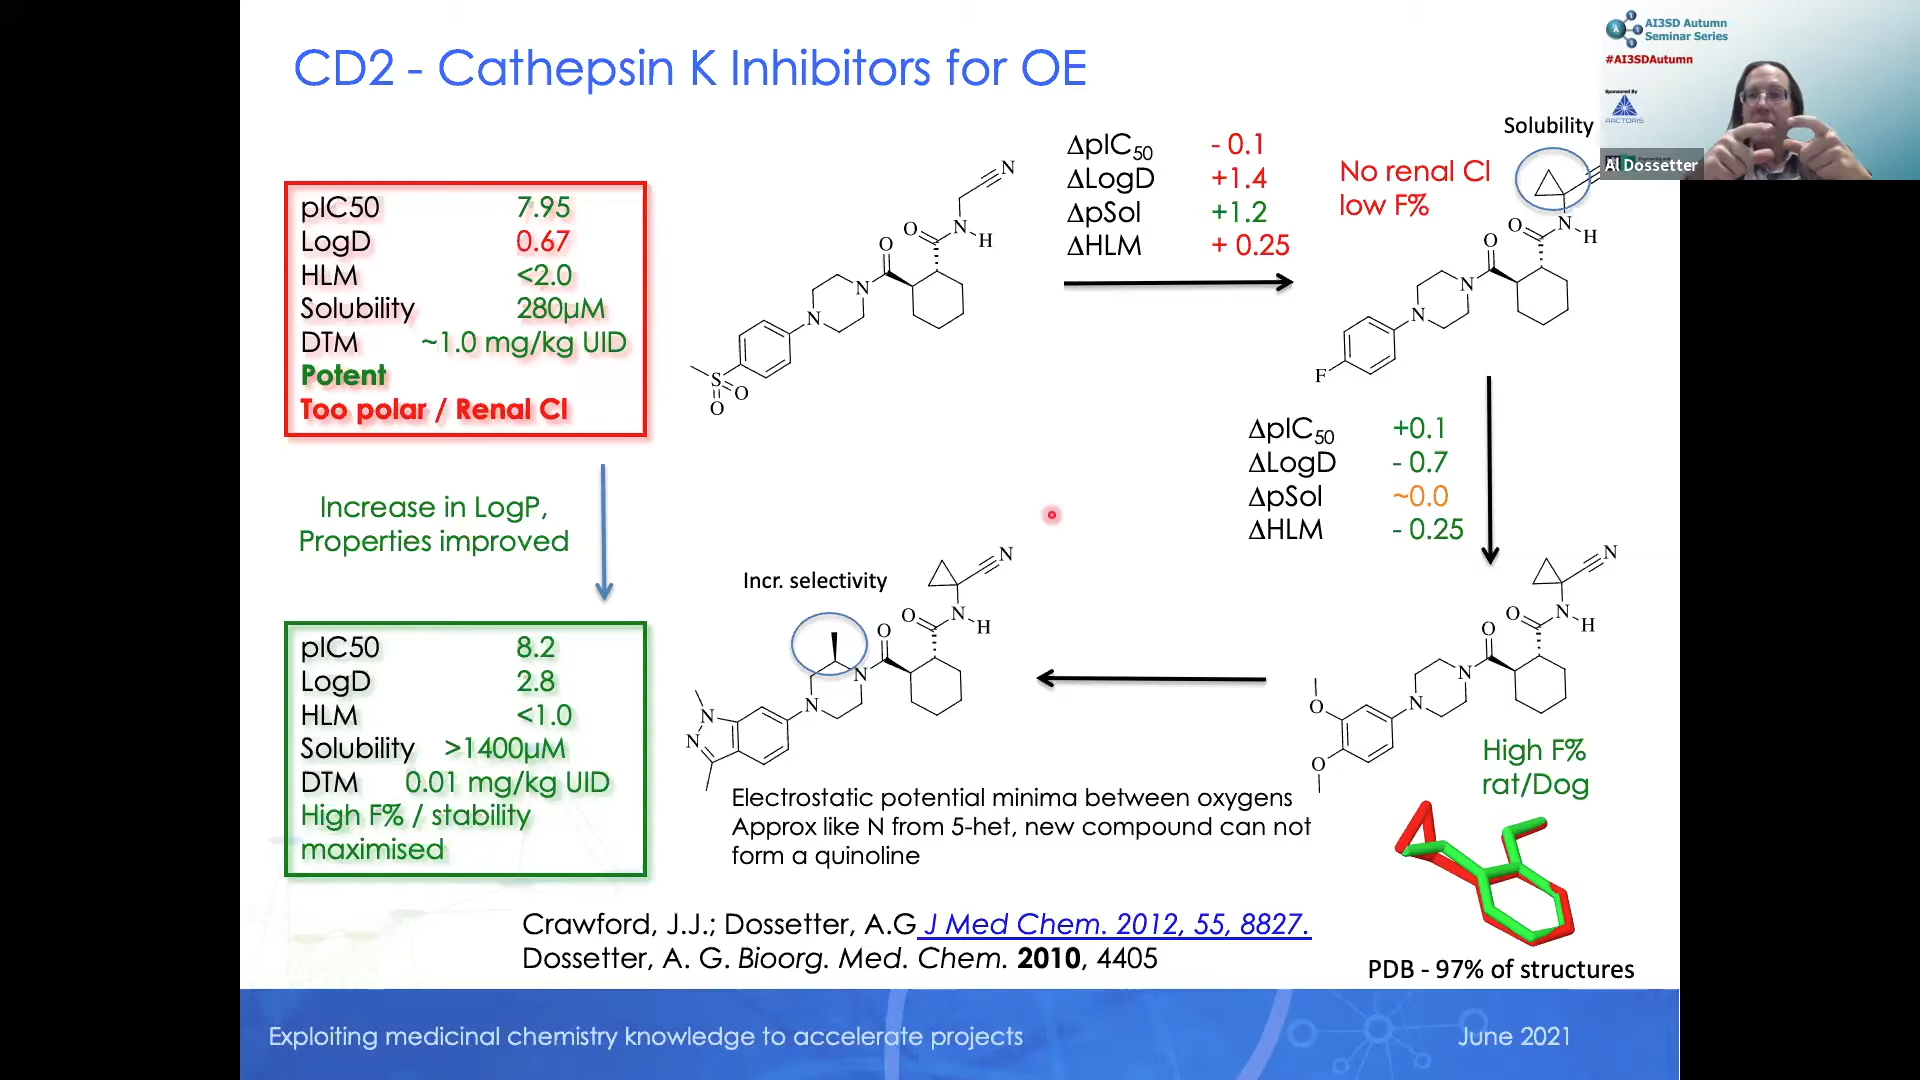 CD2 - Cathepsin K Inhibitors for OE
AI3SD Autumn
Seminar Series
#AI3SDAutumn
Sponsored By
ARCTORIS
Al Dossetter
pIC50 7.95
LogD 0.67
HLM <2.0
Solubility 280µM
DTM ~1.0 mg/kg UID
Potent
Too polar / Renal Cl
N
O
O
N
H
N
N
S
O
O
ΔpIC50 - 0.1
ΔLogD +1.4
ΔpSol +1.2
ΔHLM + 0.25
No renal Cl
low F%
Solubility
O
O
N
H
N
N
F
ΔpIC50 +0.1
ΔLogD - 0.7
ΔpSol ~0.0
ΔHLM - 0.25
Increase in LogP,
Properties improved
pIC50 8.2
LogD 2.8
HLM <1.0
Solubility >1400µM
DTM 0.01 mg/kg UID
High F% / stability
maximised
Incr. selectivity
N
O
O
N
H
N
N
N
N
N
O
O
N
H
N
N
O
O
High F%
rat/Dog
Electrostatic potential minima between oxygens
Approx like N from 5-het, new compound can not
form a quinoline
Crawford, J.J.; Dossetter, A.G J Med Chem. 2012, 55, 8827.
Dossetter, A. G. Bioorg. Med. Chem. 2010, 4405
PDB - 97% of structures
Exploiting medicinal chemistry knowledge to accelerate projects
June 2021